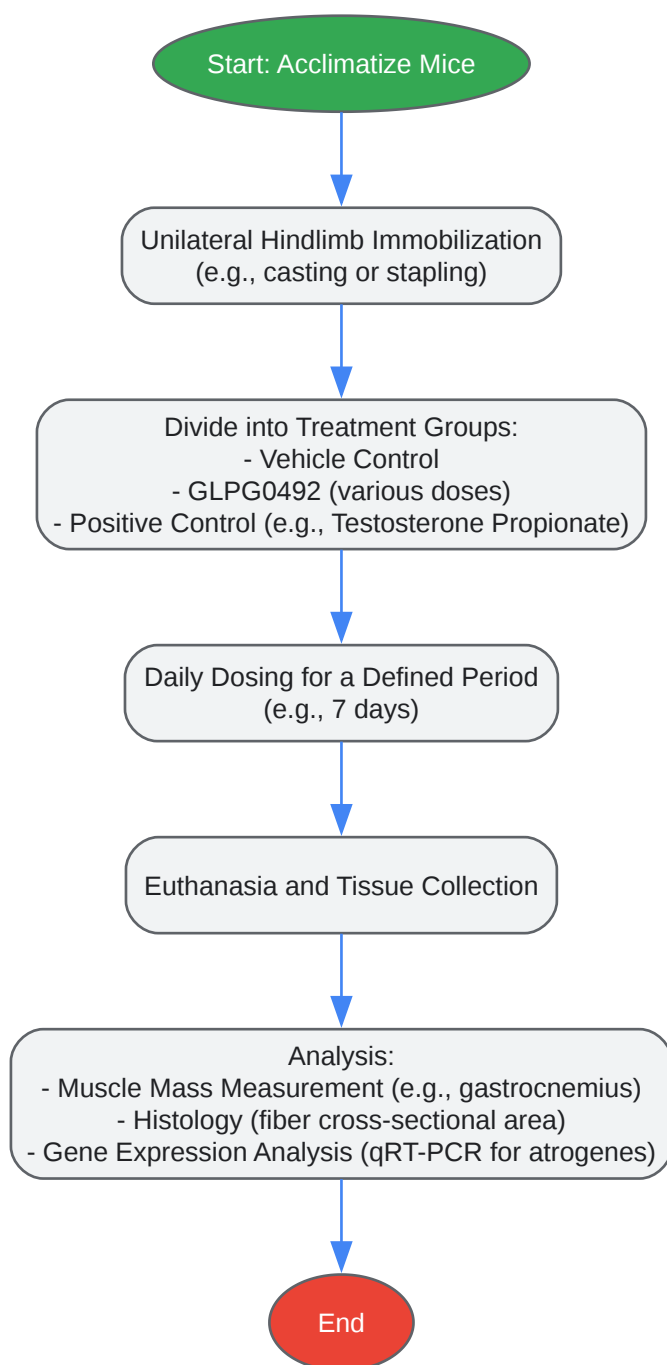 Start: Acclimatize Mice
Unilateral Hindlimb Immobilization
(e.g., casting or stapling)
Divide into Treatment Groups:
- Vehicle Control
- GLPG0492 (various doses)
- Positive Control (e.g., Testosterone Propionate)
Daily Dosing for a Defined Period
(e.g., 7 days)
Euthanasia and Tissue Collection
Analysis:
- Muscle Mass Measurement (e.g., gastrocnemius)
- Histology (fiber cross-sectional area)
- Gene Expression Analysis (qRT-PCR for atrogenes)
End